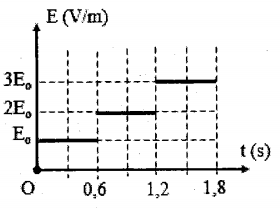 E (V/m)
3E₀
2E₀
E₀
t (s)
O
0,6
1,2
1,8